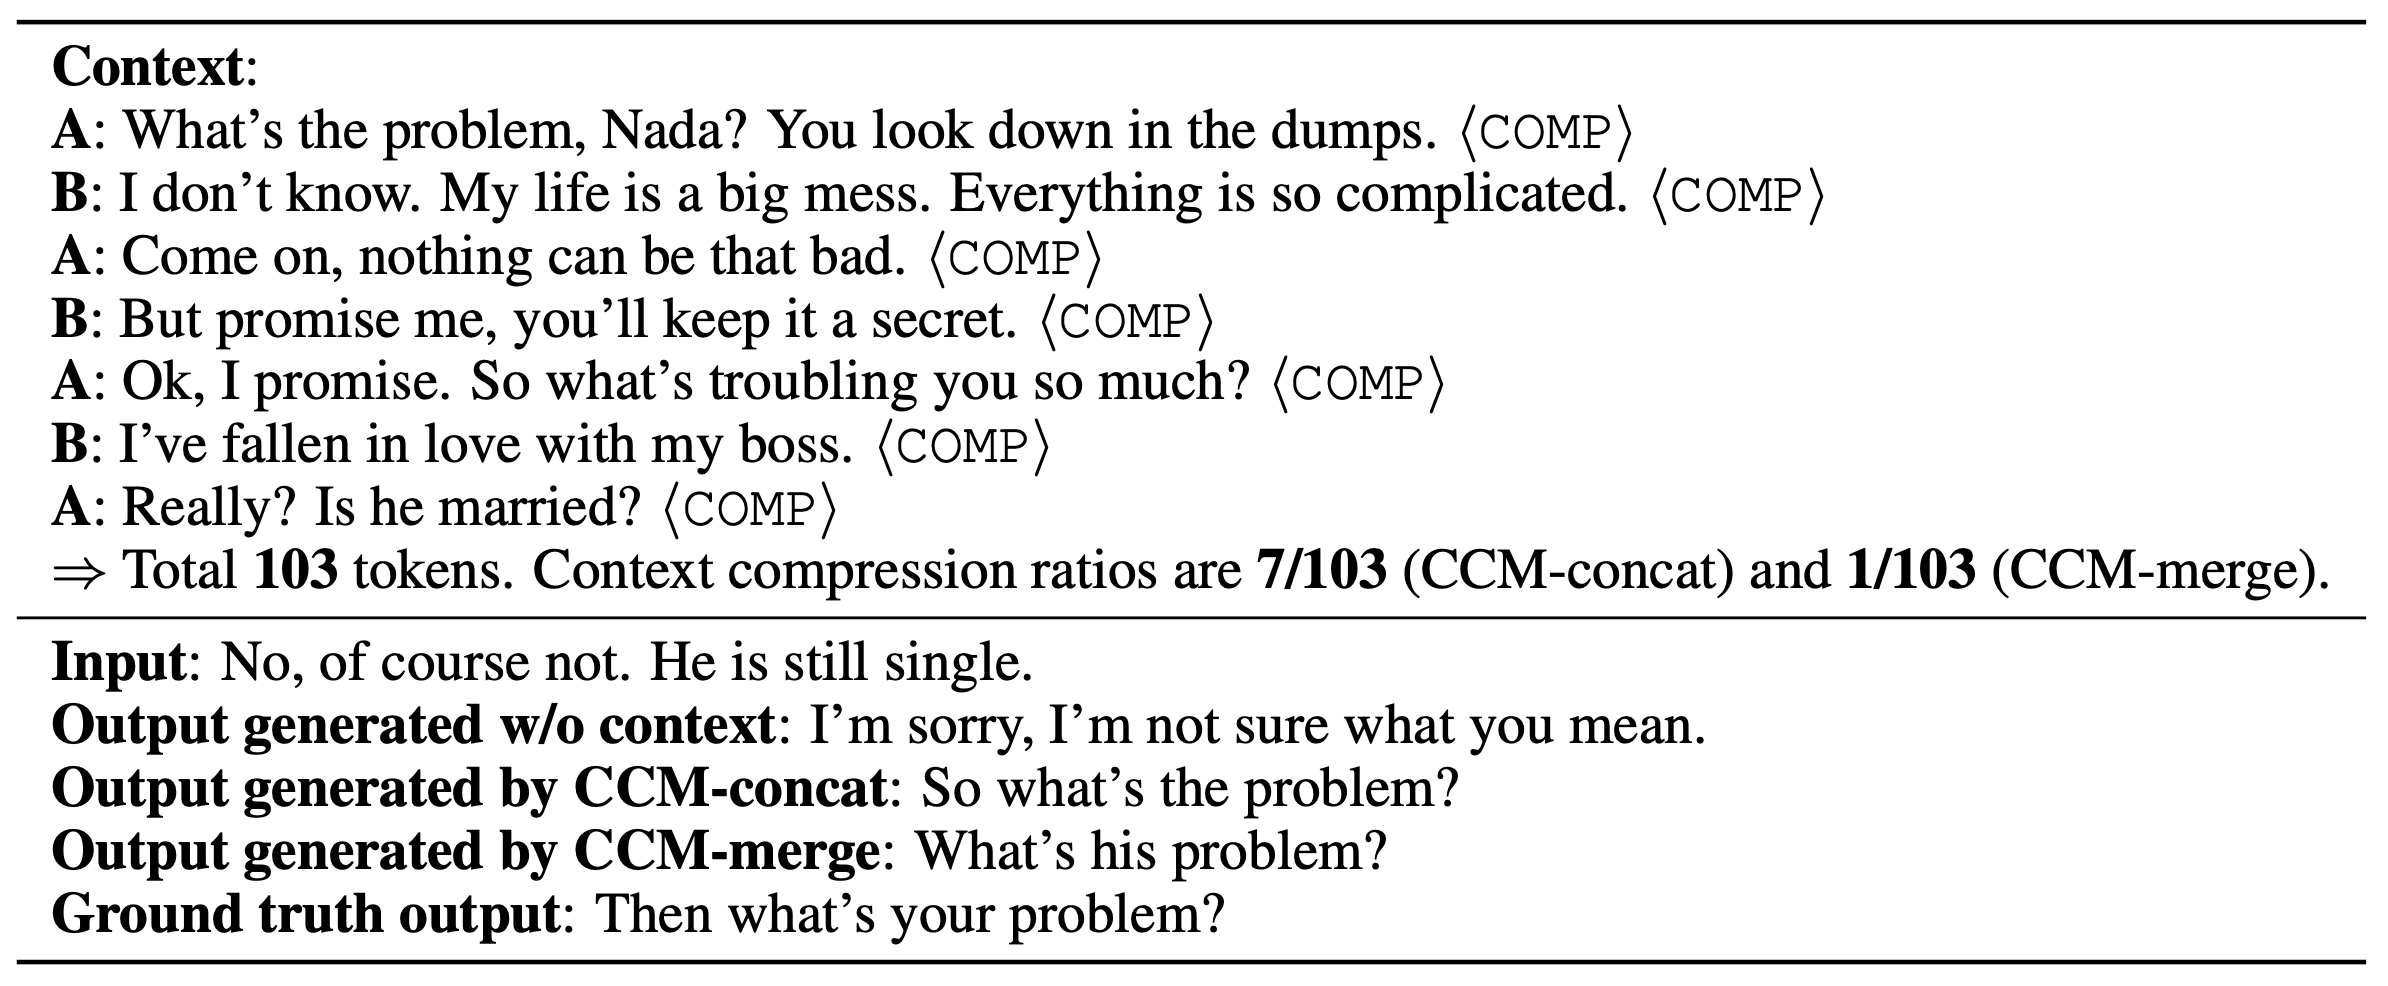 Context:
A: What’s the problem, Nada? You look down in the dumps. ⟨COMP⟩
B: I don’t know. My life is a big mess. Everything is so complicated. ⟨COMP⟩
A: Come on, nothing can be that bad. ⟨COMP⟩
B: But promise me, you’ll keep it a secret. ⟨COMP⟩
A: Ok, I promise. So what’s troubling you so much? ⟨COMP⟩
B: I’ve fallen in love with my boss. ⟨COMP⟩
A: Really? Is he married? ⟨COMP⟩
⇒ Total 103 tokens. Context compression ratios are 7/103 (CCM-concat) and 1/103 (CCM-merge).
Input: No, of course not. He is still single.
Output generated w/o context: I’m sorry, I’m not sure what you mean.
Output generated by CCM-concat: So what’s the problem?
Output generated by CCM-merge: What’s his problem?
Ground truth output: Then what’s your problem?